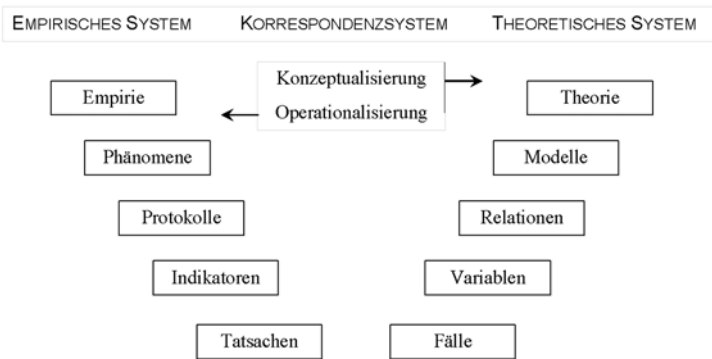 EMPIRISCHES SYSTEM KORRESPONDENZSYSTEM THEORETISCHES SYSTEM
Konzeptualisierung
Empirie Theorie
Operationalisierung
Phänomene Modelle
Protokolle Relationen
Indikatoren Variablen
Tatsachen Fälle